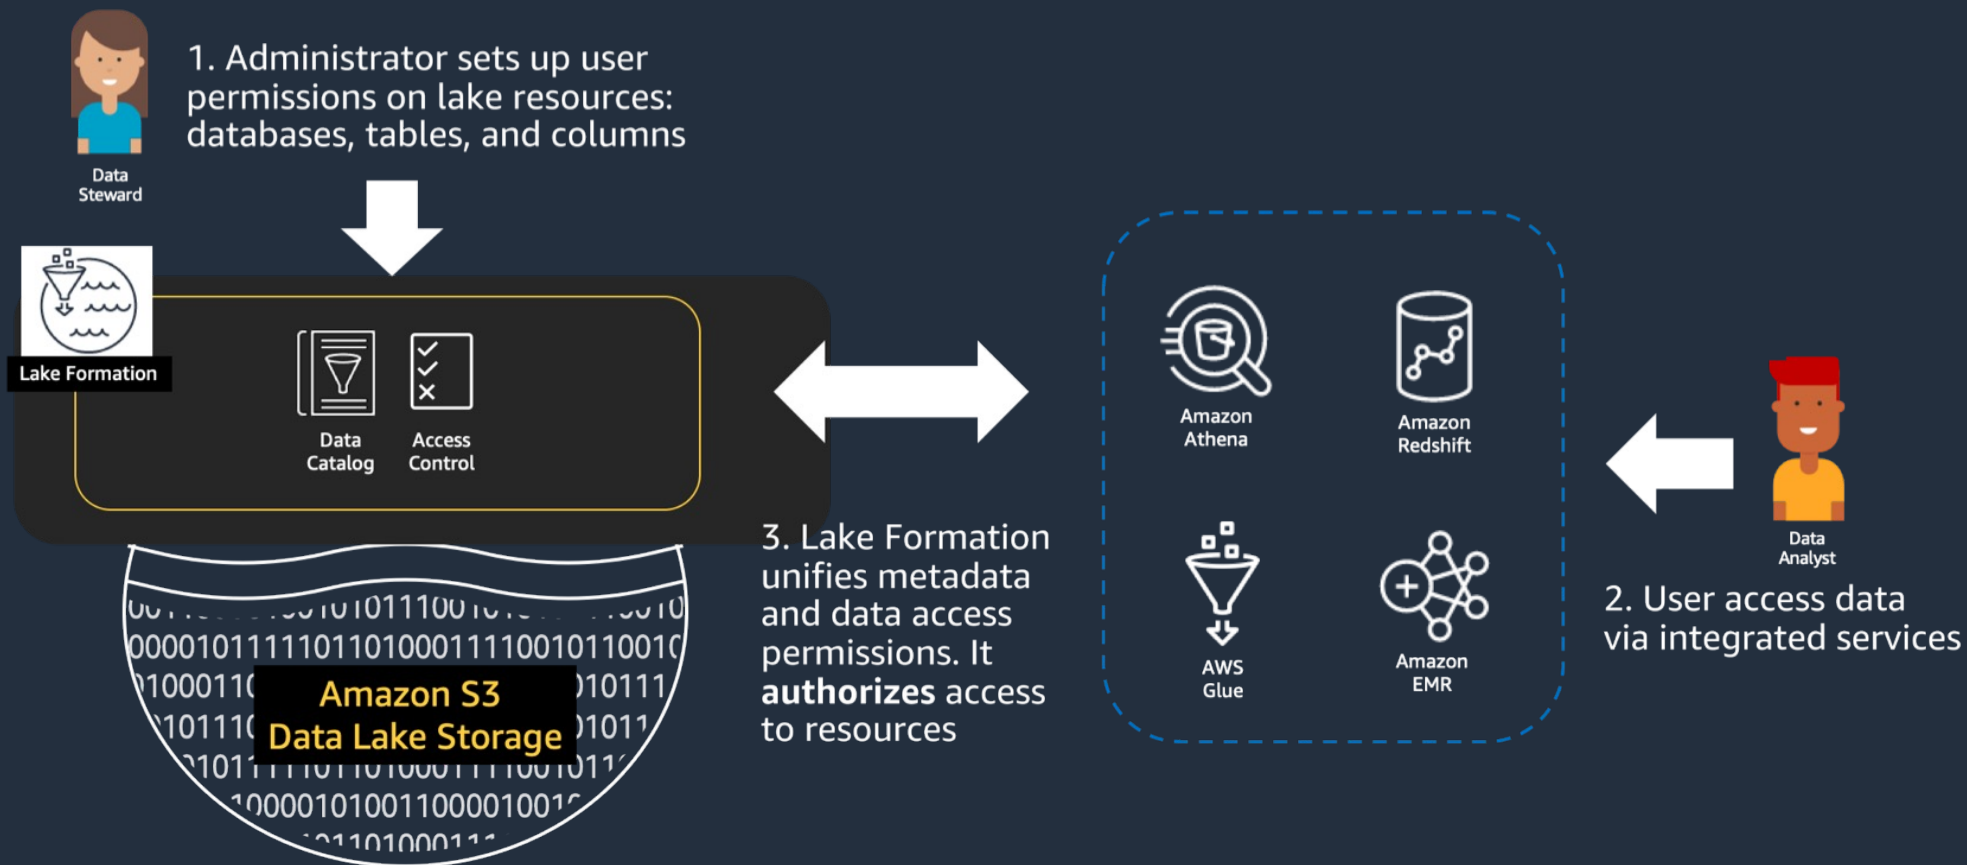 1. Administrator sets up user
permissions on lake resources:
databases, tables, and columns
Data
Steward
Lake Formation
Data
Catalog
Access
Control
Amazon S3
Data Lake Storage
3. Lake Formation
unifies metadata
and data access
permissions. It
authorizes access
to resources
Amazon
Athena
Amazon
Redshift
AWS
Glue
Amazon
EMR
Data
Analyst
2. User access data
via integrated services